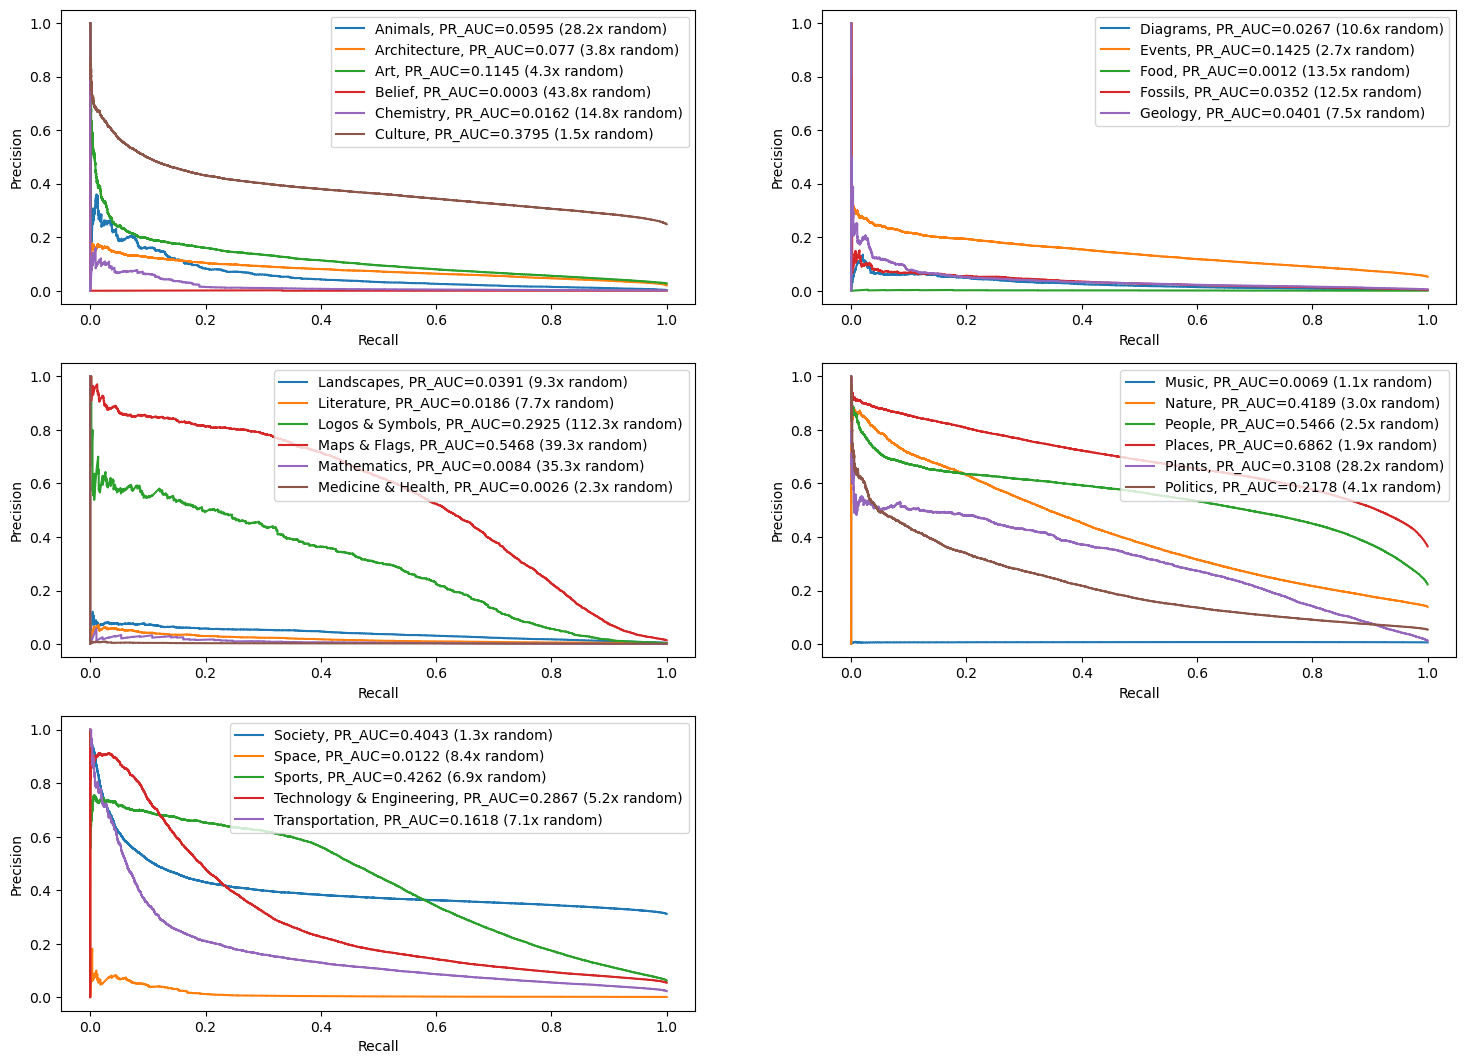 1.0
0.8
0.6
0.4
0.2
0.0
Precision
Animals, PR_AUC=0.0595 (28.2x random)
Architecture, PR_AUC=0.077 (3.8x random)
Art, PR_AUC=0.1145 (4.3x random)
Belief, PR_AUC=0.0003 (43.8x random)
Chemistry, PR_AUC=0.0162 (14.8x random)
Culture, PR_AUC=0.3795 (1.5x random)
0.0 0.2 0.4 0.6 0.8 1.0
Recall
1.0
0.8
0.6
0.4
0.2
0.0
Precision
Diagrams, PR_AUC=0.0267 (10.6x random)
Events, PR_AUC=0.1425 (2.7x random)
Food, PR_AUC=0.0012 (13.5x random)
Fossils, PR_AUC=0.0352 (12.5x random)
Geology, PR_AUC=0.0401 (7.5x random)
0.0 0.2 0.4 0.6 0.8 1.0
Recall
1.0
0.8
0.6
0.4
0.2
0.0
Precision
Landscapes, PR_AUC=0.0391 (9.3x random)
Literature, PR_AUC=0.0186 (7.7x random)
Logos & Symbols, PR_AUC=0.2925 (112.3x random)
Maps & Flags, PR_AUC=0.5468 (39.3x random)
Mathematics, PR_AUC=0.0084 (35.3x random)
Medicine & Health, PR_AUC=0.0026 (2.3x random)
0.0 0.2 0.4 0.6 0.8 1.0
Recall
1.0
0.8
0.6
0.4
0.2
0.0
Precision
Music, PR_AUC=0.0069 (1.1x random)
Nature, PR_AUC=0.4189 (3.0x random)
People, PR_AUC=0.5466 (2.5x random)
Places, PR_AUC=0.6862 (1.9x random)
Plants, PR_AUC=0.3108 (28.2x random)
Politics, PR_AUC=0.2178 (4.1x random)
0.0 0.2 0.4 0.6 0.8 1.0
Recall
1.0
0.8
0.6
0.4
0.2
0.0
Precision
Society, PR_AUC=0.4043 (1.3x random)
Space, PR_AUC=0.0122 (8.4x random)
Sports, PR_AUC=0.4262 (6.9x random)
Technology & Engineering, PR_AUC=0.2867 (5.2x random)
Transportation, PR_AUC=0.1618 (7.1x random)
0.0 0.2 0.4 0.6 0.8 1.0
Recall